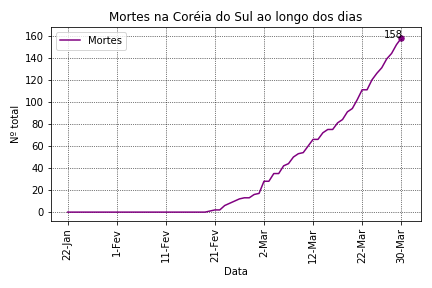 Mortes na Coréia do Sul ao longo dos dias
Mortes
158
Nº total
160
140
120
100
80
60
40
20
0
22-Jan
1-Fev
11-Fev
21-Fev
2-Mar
12-Mar
22-Mar
30-Mar
Data